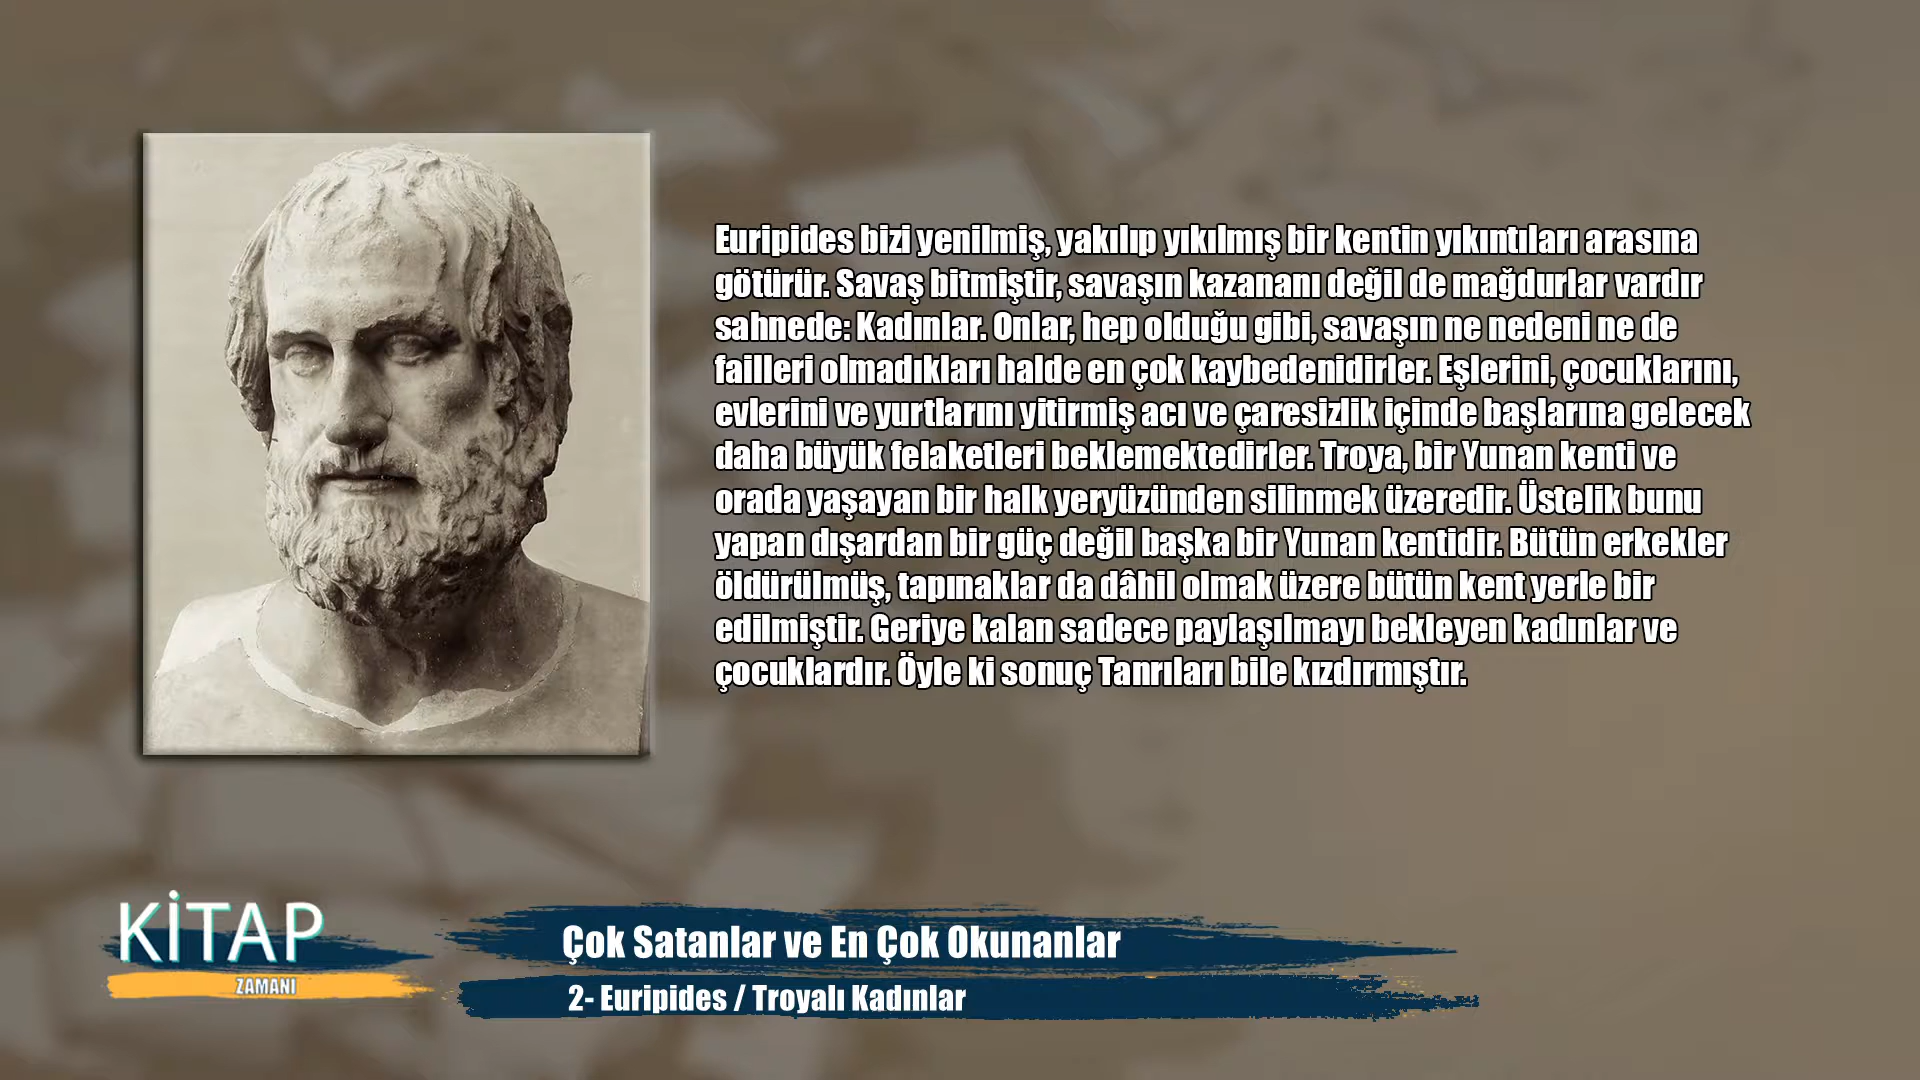 Euripides bizi yenilmiş, yakılıp yıkılmış bir kentin yıkıntıları arasına
götürür. Savaş bitmiştir, savaşın kazananı değil de mağdurlar vardır
sahnede: Kadınlar. Onlar, hep olduğu gibi, savaşın ne nedeni ne de
failleri olmadıkları halde en çok kaybedenidirler. Eşlerini, çocuklarını,
evlerini ve yurtlarını yitirmiş acı ve çaresizlik içinde başlarına gelecek
daha büyük felaketleri beklemektedirler. Troya, bir Yunan kenti ve
orada yaşayan bir halk yeryüzünden silinmek üzeredir. Üstelik bunu
yapan dışardan bir güç değil başka bir Yunan kentidir. Bütün erkekler
öldürülmüş, tapınaklar da dâhil olmak üzere bütün kent yerle bir
edilmiştir. Geriye kalan sadece paylaşılmayı bekleyen kadınlar ve
çocuklardır. Öyle ki sonuç Tanrıları bile kızdırmıştır.
KİTAP
ZAMANI
Çok Satanlar ve En Çok Okunanlar
2- Euripides / Troyalı Kadınlar